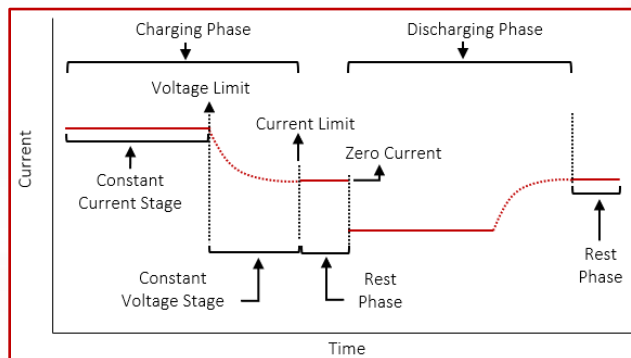 Charging Phase
Discharging Phase
Voltage Limit
Current Limit
Zero Current
Current
Constant
Current Stage
Constant
Voltage Stage
Rest
Phase
Rest
Phase
Time